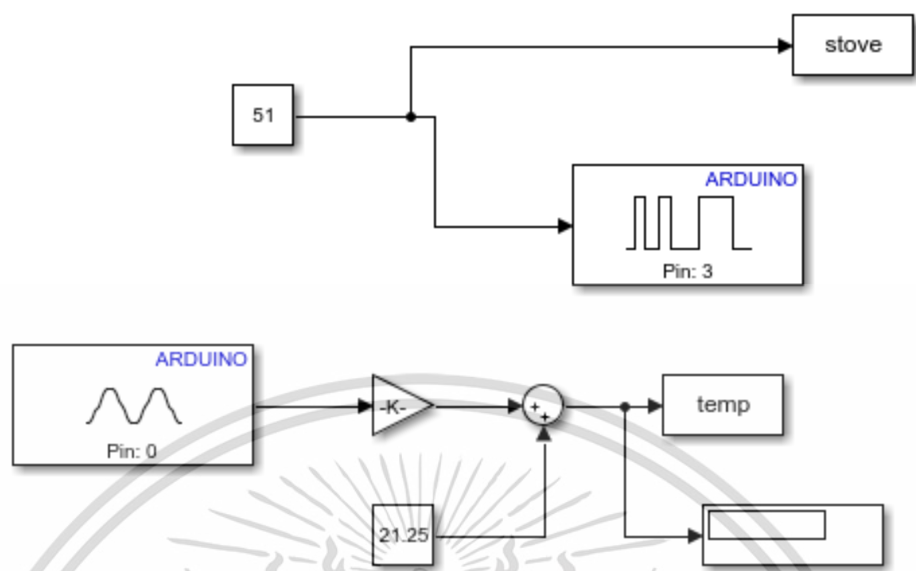 stove
51
ARDUINO
Pin: 3
ARDUINO
Pin: 0
-K-
++
temp
21.25